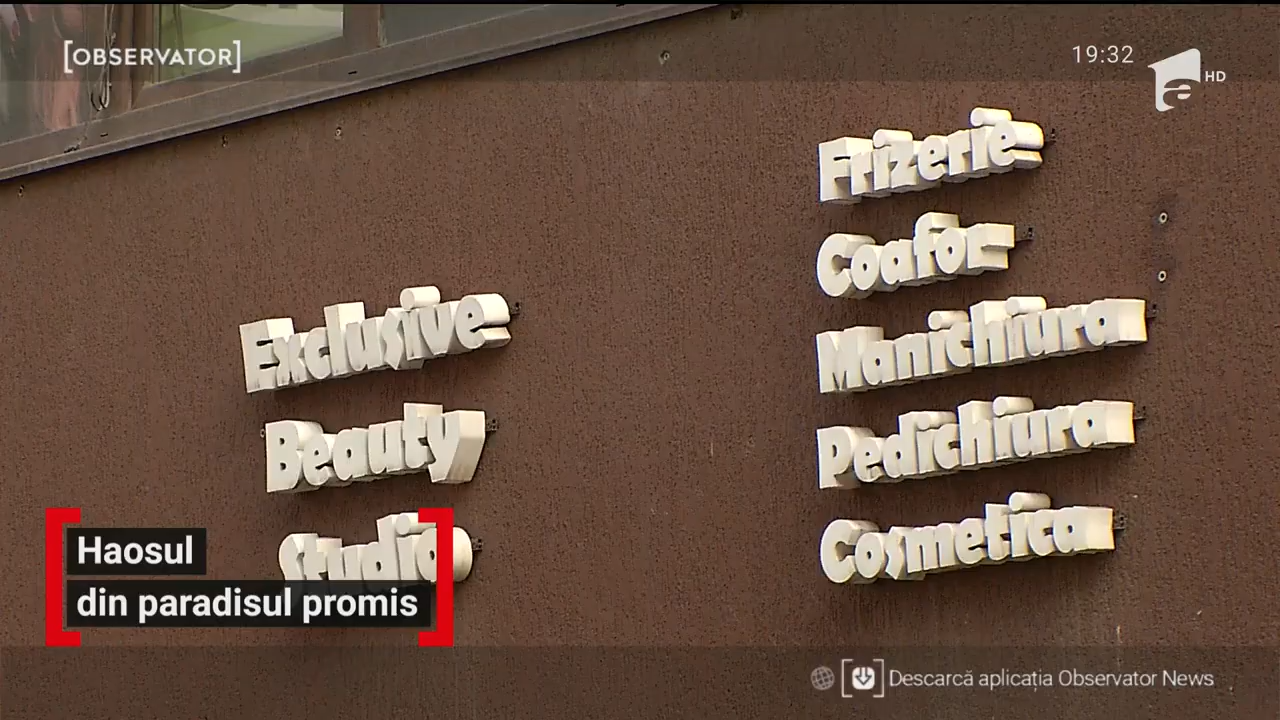 [OBSERVATOR]
19:32
HD
Frizerie
Coafor
Manichiura
Pedichiura
Cosmetica
Exclusive
Beauty
Studio
Haosul
din paradisul promis
Descarcă aplicația Observator News